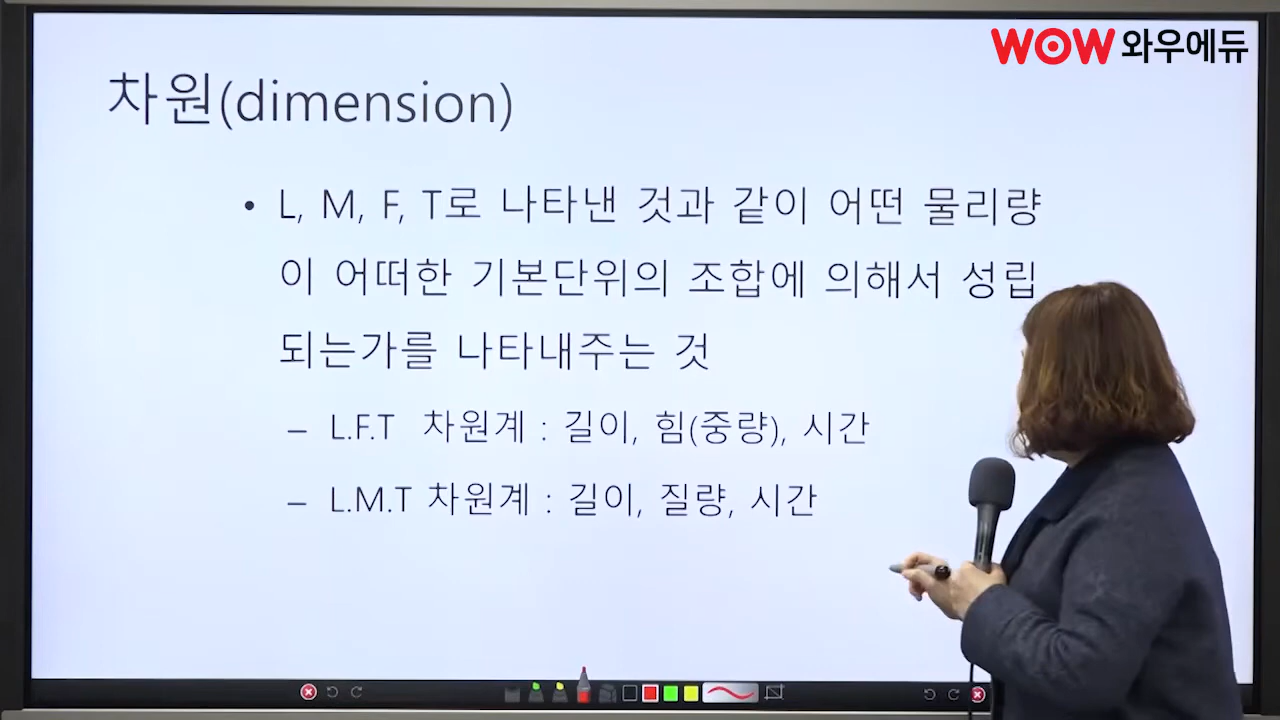 WOW 와우에듀
차원(dimension)
• L, M, F, T로 나타낸 것과 같이 어떤 물리량
이 어떠한 기본단위의 조합에 의해서 성립
되는가를 나타내주는 것
– L.F.T 차원계 : 길이, 힘(중량), 시간
– L.M.T 차원계 : 길이, 질량, 시간